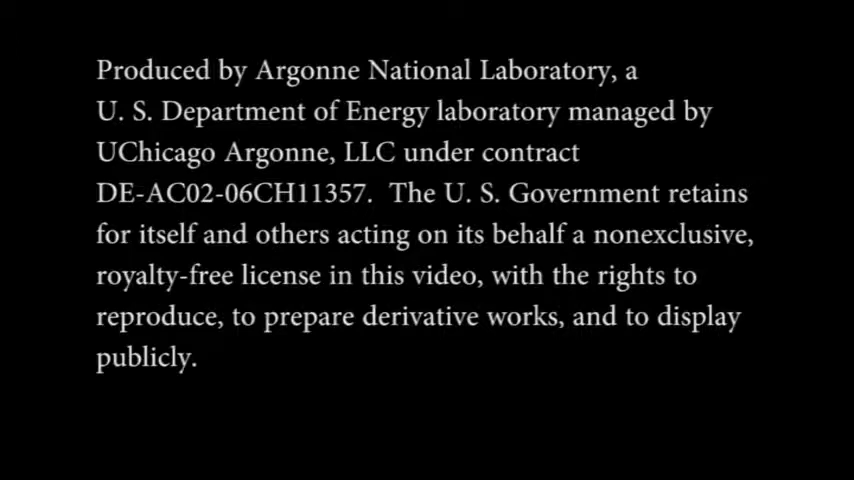 Produced by Argonne National Laboratory, a
U. S. Department of Energy laboratory managed by
UChicago Argonne, LLC under contract
DE-AC02-06CH11357.  The U. S. Government retains
for itself and others acting on its behalf a nonexclusive,
royalty-free license in this video, with the rights to
reproduce, to prepare derivative works, and to display
publicly.